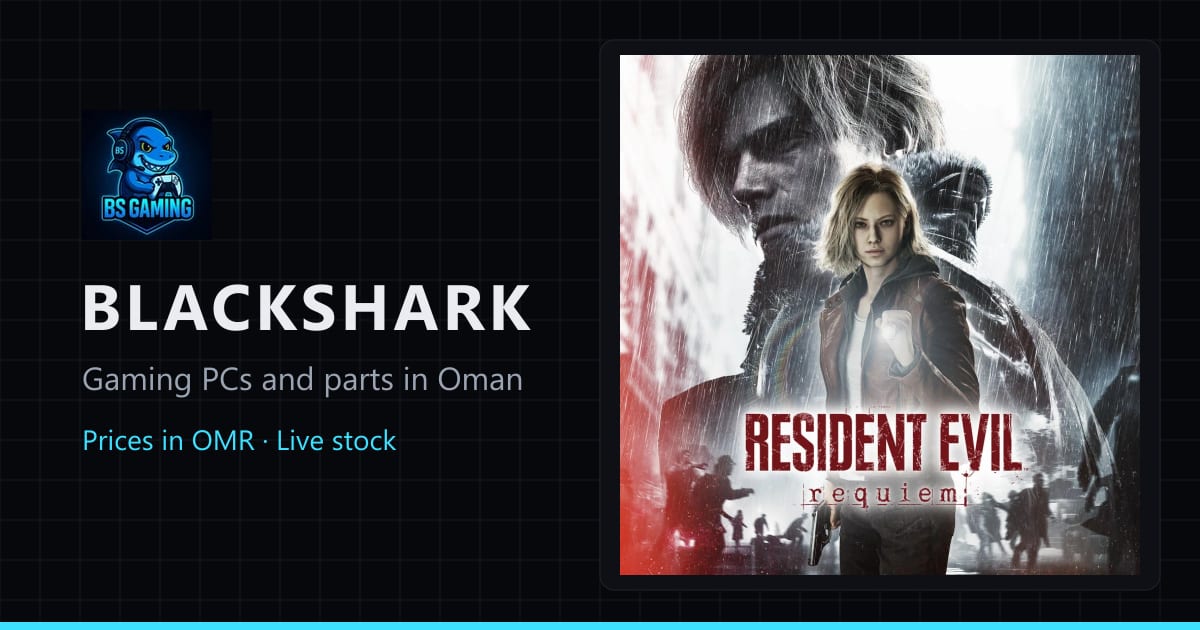 BS
BS GAMING
BLACKSHARK
Gaming PCs and parts in Oman
Prices in OMR · Live stock
RESIDENT EVIL
requiem